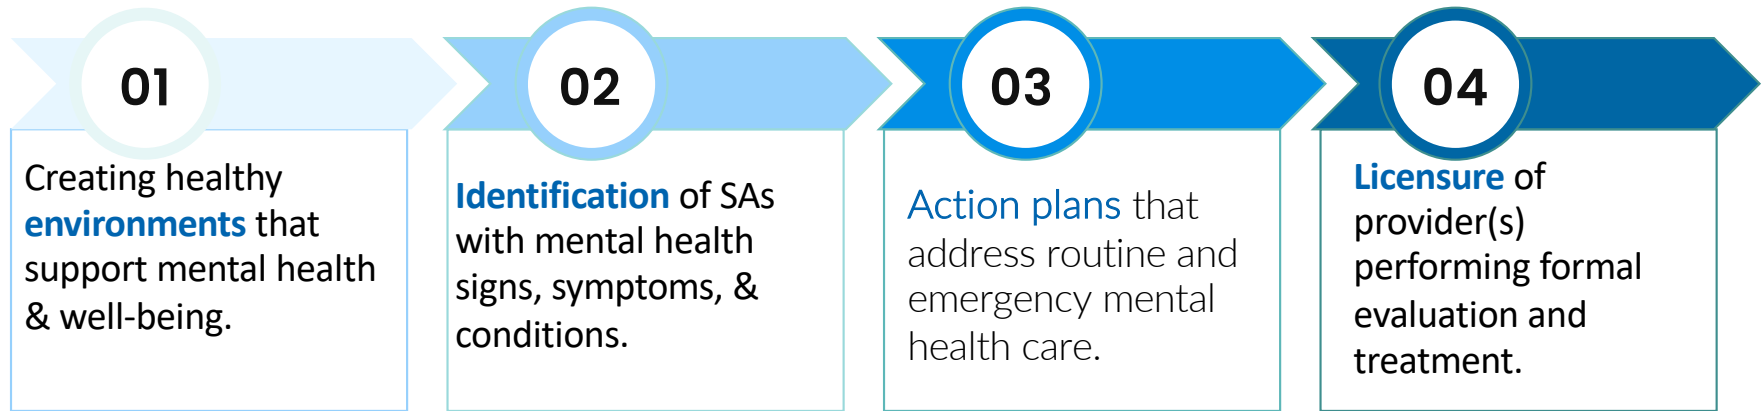 01
Creating healthy
environments that
support mental health
& well-being.
02
Identification of SAs
with mental health
signs, symptoms, &
conditions.
03
Action plans that
address routine and
emergency mental
health care.
04
Licensure of
provider(s)
performing formal
evaluation and
treatment.